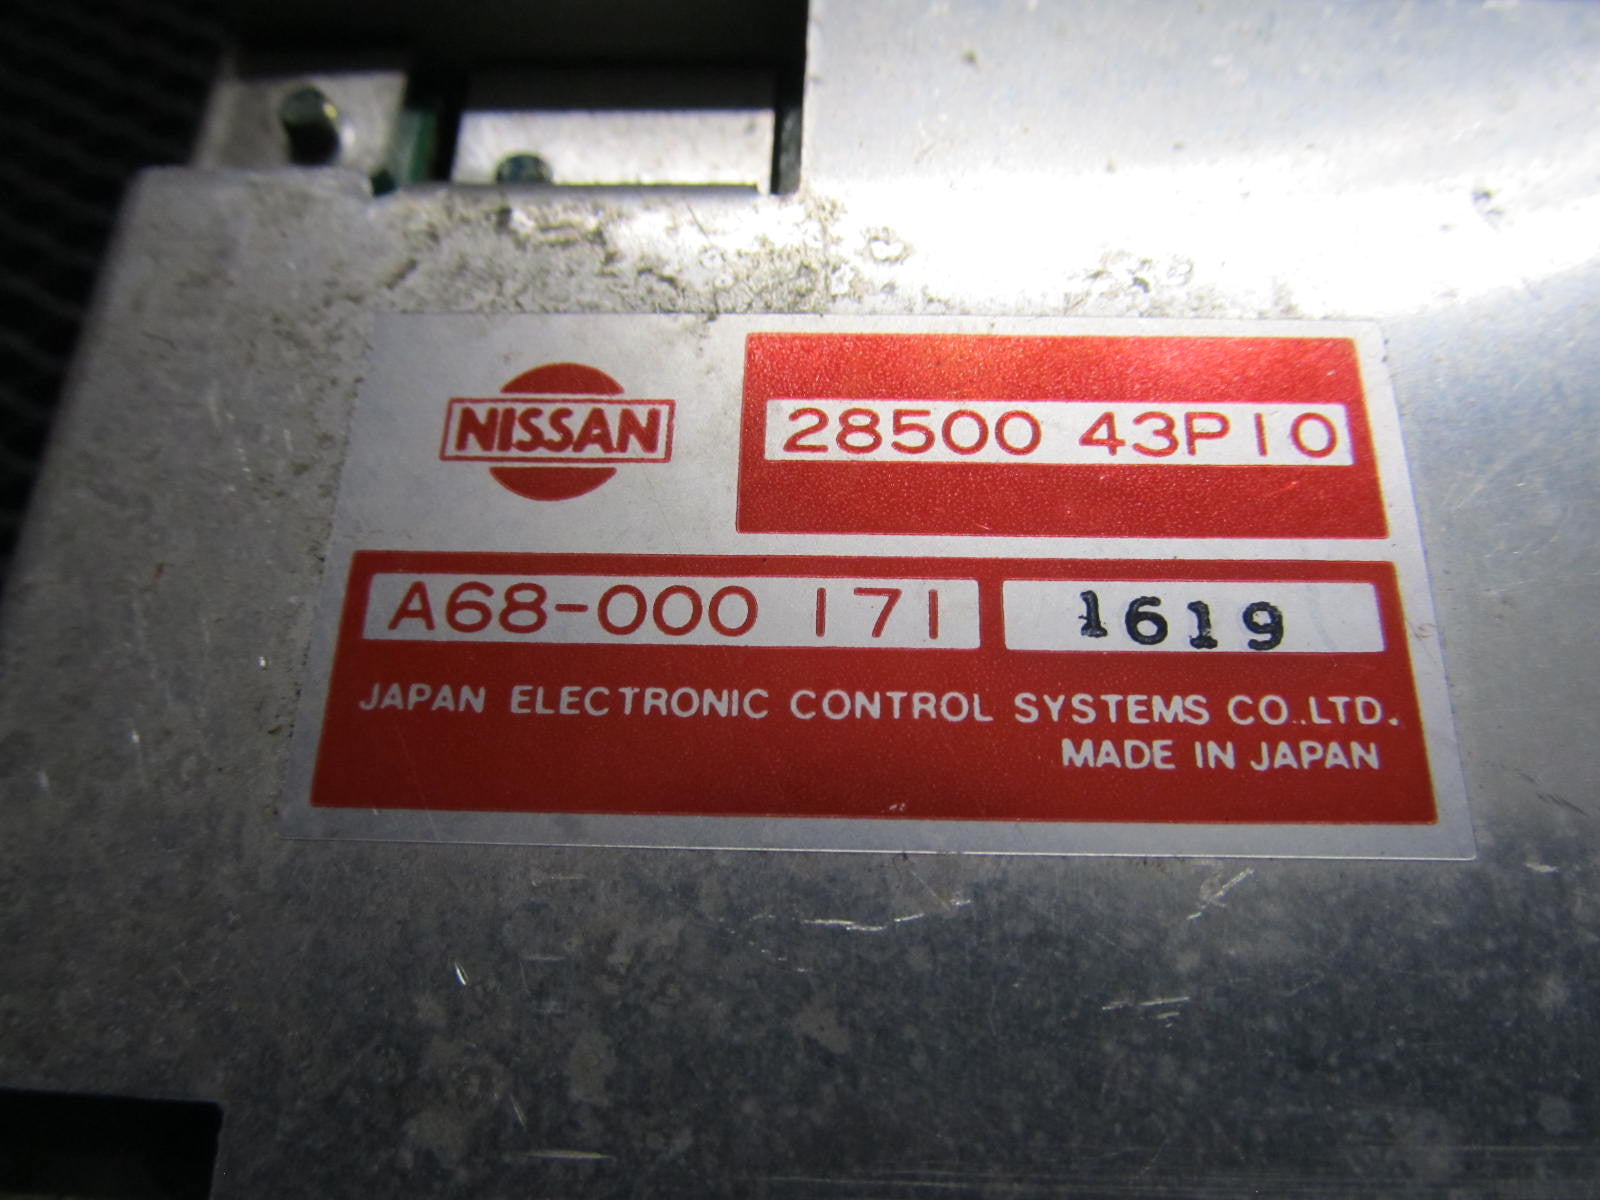 NISSAN
28500 43P10
A68-000 171
1619
JAPAN ELECTRONIC CONTROL SYSTEMS CO.,LTD.
MADE IN JAPAN